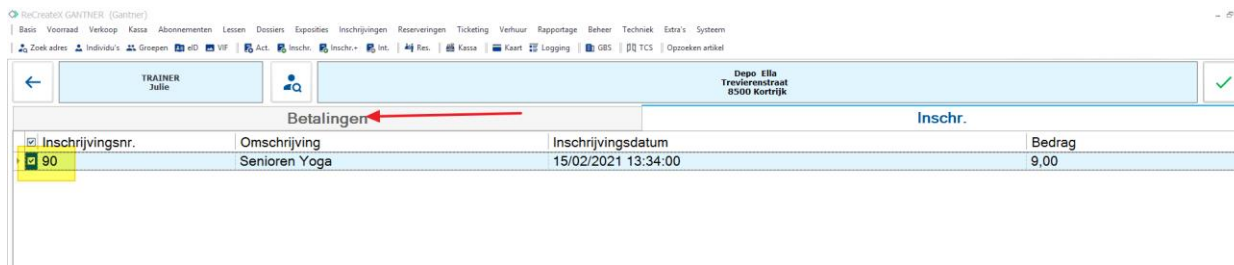 ReCreateX GANTNER (Gantner)
Basis Voorraad Verkoop Kassa Abonnementen Lessen Dossiers Exposities Inschrijvingen Reserveringen Ticketing Verhuur Rapportage Beheer Techniek Extra's Systeem
Zoek adres Individu's Groepen eID VIF Act. Inschr. Inschr.+ Int. Res. Kassa Kaart Logging GBS TCS Opzoeken artikel
TRAINER
Julie
Depo Ella
Trevierenstraat
8500 Kortrijk
Betalingen Inschr.
Inschrijvingsnr. Omschrijving Inschrijvingsdatum Bedrag
90 Senioren Yoga 15/02/2021 13:34:00 9,00